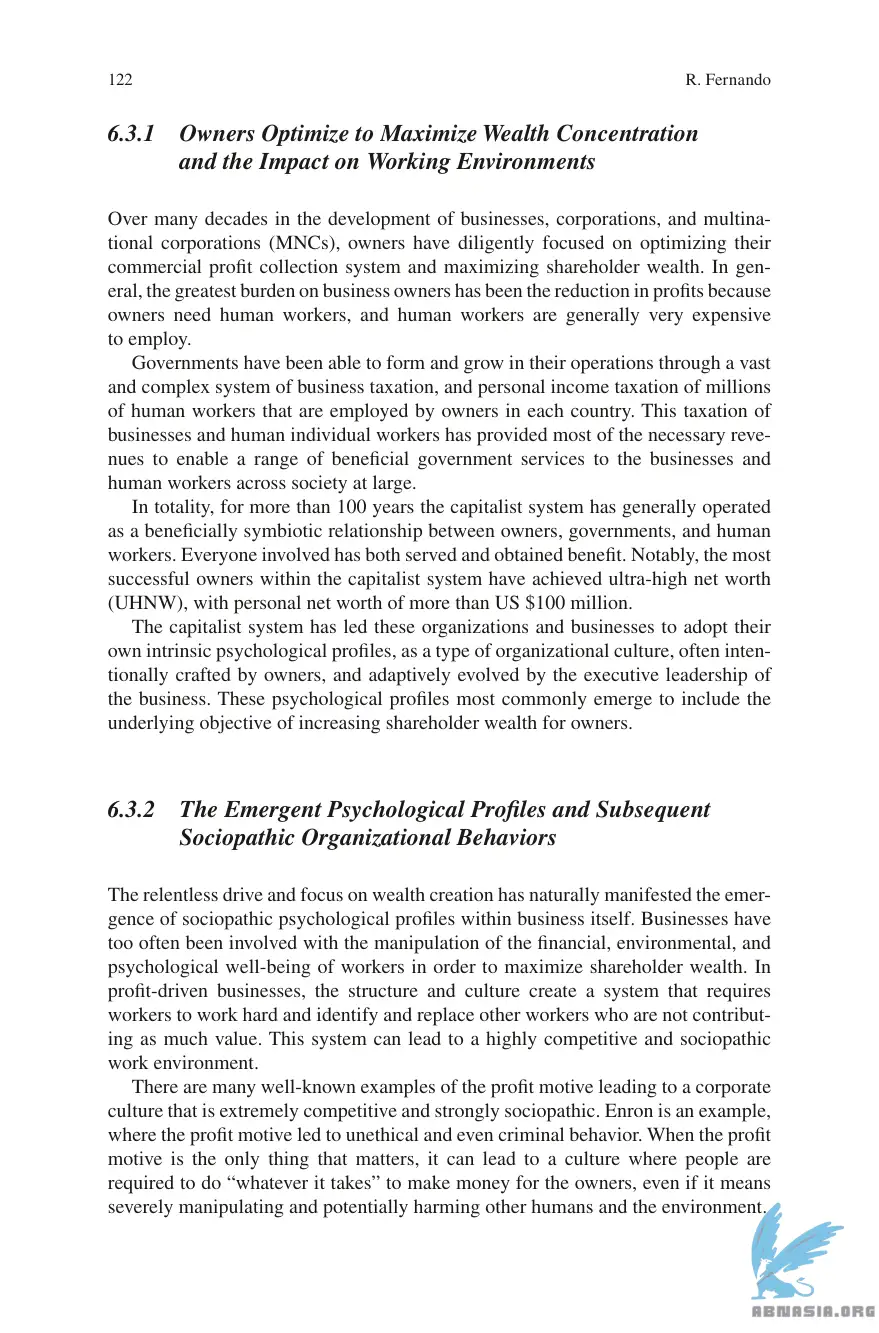 122
R. Fernando
6.3.1 Owners Optimize to Maximize Wealth Concentration
and the Impact on Working Environments
Over many decades in the development of businesses, corporations, and multina-
tional corporations (MNCs), owners have diligently focused on optimizing their
commercial profit collection system and maximizing shareholder wealth. In gen-
eral, the greatest burden on business owners has been the reduction in profits because
owners need human workers, and human workers are generally very expensive
to employ.
Governments have been able to form and grow in their operations through a vast
and complex system of business taxation, and personal income taxation of millions
of human workers that are employed by owners in each country. This taxation of
businesses and human individual workers has provided most of the necessary reve-
nues to enable a range of beneficial government services to the businesses and
human workers across society at large.
In totality, for more than 100 years the capitalist system has generally operated
as a beneficially symbiotic relationship between owners, governments, and human
workers. Everyone involved has both served and obtained benefit. Notably, the most
successful owners within the capitalist system have achieved ultra-high net worth
(UHNW), with personal net worth of more than US $100 million.
The capitalist system has led these organizations and businesses to adopt their
own intrinsic psychological profiles, as a type of organizational culture, often inten-
tionally crafted by owners, and adaptively evolved by the executive leadership of
the business. These psychological profiles most commonly emerge to include the
underlying objective of increasing shareholder wealth for owners.
6.3.2 The Emergent Psychological Profiles and Subsequent
Sociopathic Organizational Behaviors
The relentless drive and focus on wealth creation has naturally manifested the emer-
gence of sociopathic psychological profiles within business itself. Businesses have
too often been involved with the manipulation of the financial, environmental, and
psychological well-being of workers in order to maximize shareholder wealth. In
profit-driven businesses, the structure and culture create a system that requires
workers to work hard and identify and replace other workers who are not contribut-
ing as much value. This system can lead to a highly competitive and sociopathic
work environment.
There are many well-known examples of the profit motive leading to a corporate
culture that is extremely competitive and strongly sociopathic. Enron is an example,
where the profit motive led to unethical and even criminal behavior. When the profit
motive is the only thing that matters, it can lead to a culture where people are
required to do “whatever it takes” to make money for the owners, even if it means
severely manipulating and potentially harming other humans and the environment.
ABNASIA.ORG